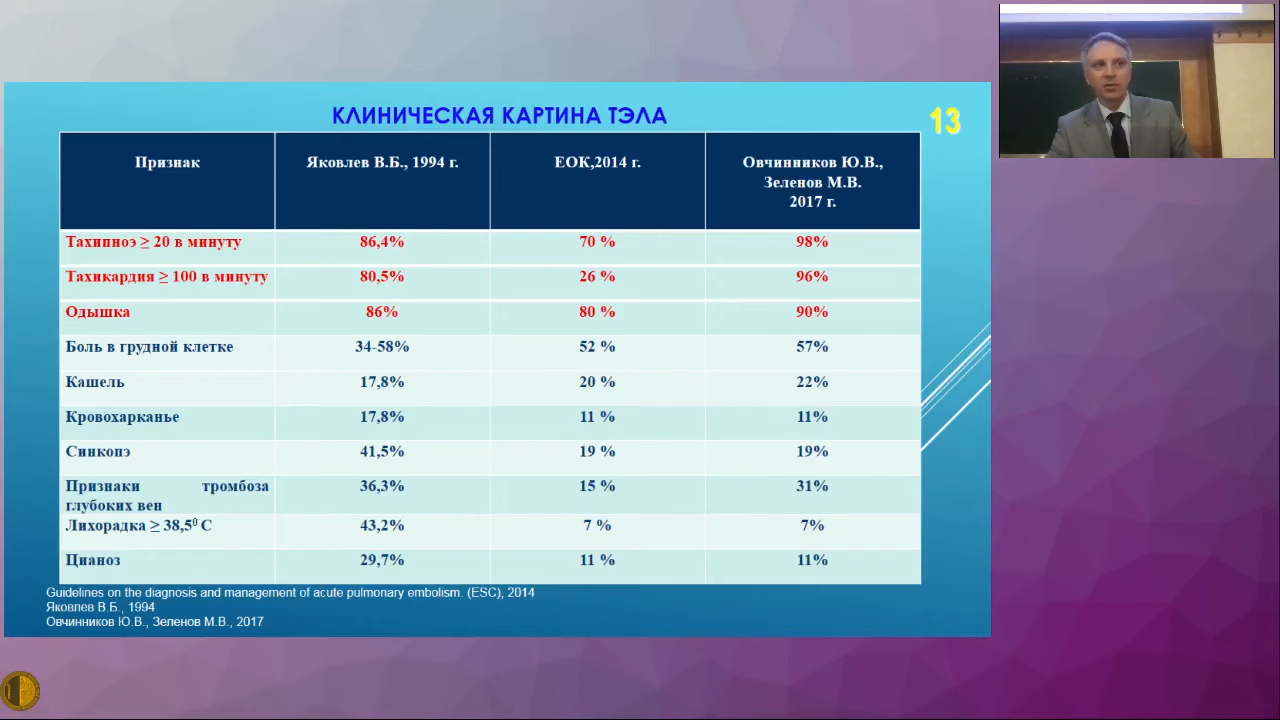 КЛИНИЧЕСКАЯ КАРТИНА ТЭЛА
13
Признак Яковлев В.Б., 1994 г. ЕОК,2014 г. Овчинников Ю.В.,
Зеленов М.В.
2017 г.
Тахипноэ ≥ 20 в минуту 86,4% 70 % 98%
Тахикардия ≥ 100 в минуту 80,5% 26 % 96%
Одышка 86% 80 % 90%
Боль в грудной клетке 34-58% 52 % 57%
Кашель 17,8% 20 % 22%
Кровохарканье 17,8% 11 % 11%
Синкопэ 41,5% 19 % 19%
Признаки тромбоза 36,3% 15 % 31%
глубоких вен
Лихорадка ≥ 38,5⁰ С 43,2% 7 % 7%
Цианоз 29,7% 11 % 11%
Guidelines on the diagnosis and management of acute pulmonary embolism. (ESC), 2014
Яковлев В.Б., 1994
Овчинников Ю.В., Зеленов М.В., 2017